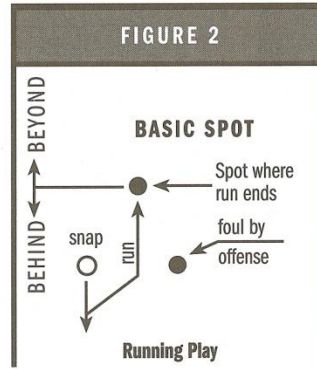 FIGURE 2
BEYOND
BASIC SPOT
Spot where
run ends
BEHIND
snap
run
foul by
offense
Running Play